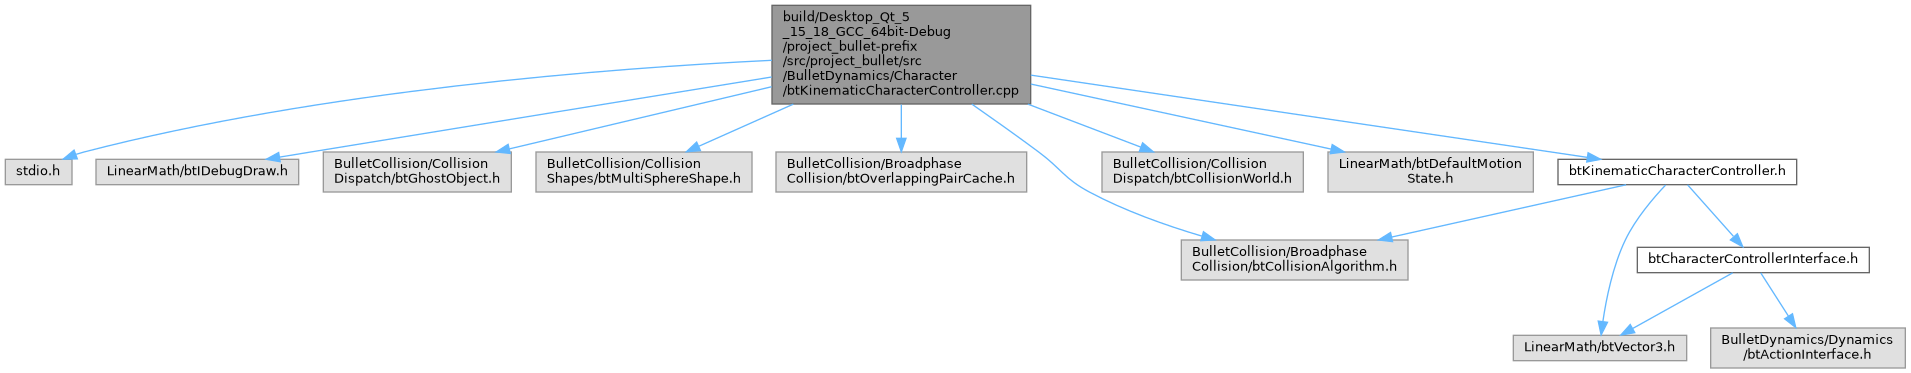 build/Desktop_Qt_5
_15_18_GCC_64bit-Debug
/project_bullet-prefix
/src/project_bullet/src
/BulletDynamics/Character
/btKinematicCharacterController.cpp
stdio.h
LinearMath/btIDebugDraw.h
BulletCollision/Collision
Dispatch/btGhostObject.h
BulletCollision/Collision
Shapes/btMultiSphereShape.h
BulletCollision/Broadphase
Collision/btOverlappingPairCache.h
BulletCollision/Collision
Dispatch/btCollisionWorld.h
LinearMath/btDefaultMotion
State.h
btKinematicCharacterController.h
BulletCollision/Broadphase
Collision/btCollisionAlgorithm.h
btCharacterControllerInterface.h
LinearMath/btVector3.h
BulletDynamics/Dynamics
/btActionInterface.h